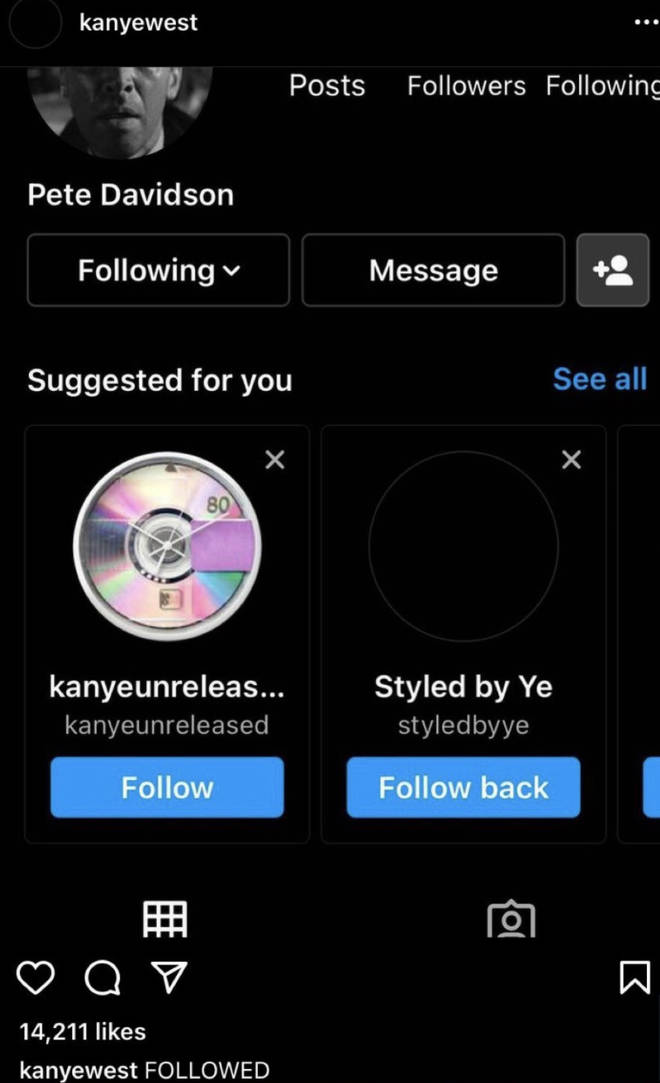 kanyewest
Posts Followers Following
Pete Davidson
Following Message
Suggested for you See all
80
kanyeunreleas... Styled by Ye
kanyeunreleased styledbyye
Follow Follow back
14,211 likes
kanyewest FOLLOWED